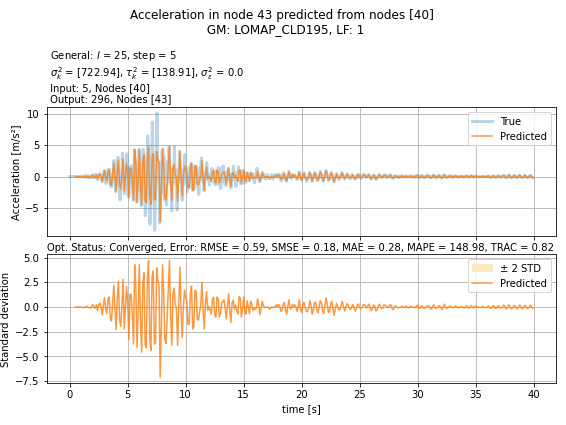 Acceleration in node 43 predicted from nodes [40]
GM: LOMAP_CLD195, LF: 1
General: l = 25, step = 5
σ²ₖ = [722.94], τ²ₖ = [138.91], σ²_ε = 0.0
Input: 5, Nodes [40]
Output: 296, Nodes [43]
Acceleration [m/s²]
10
5
0
−5
True
Predicted
Opt. Status: Converged, Error: RMSE = 0.59, SMSE = 0.18, MAE = 0.28, MAPE = 148.98, TRAC = 0.82
Standard deviation
5.0
2.5
0.0
−2.5
−5.0
−7.5
± 2 STD
Predicted
0 5 10 15 20 25 30 35 40
time [s]